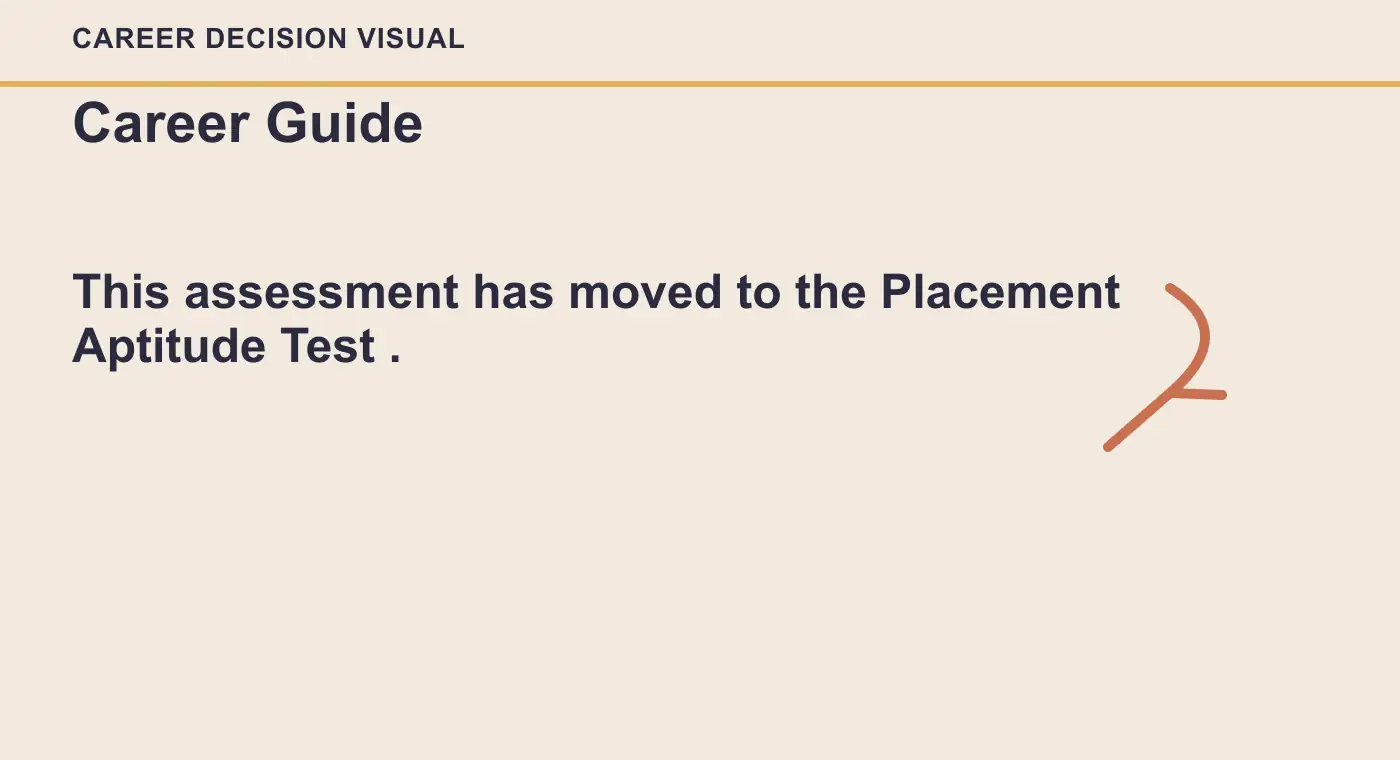 CAREER DECISION VISUAL
Career Guide
This assessment has moved to the Placement
Aptitude Test .